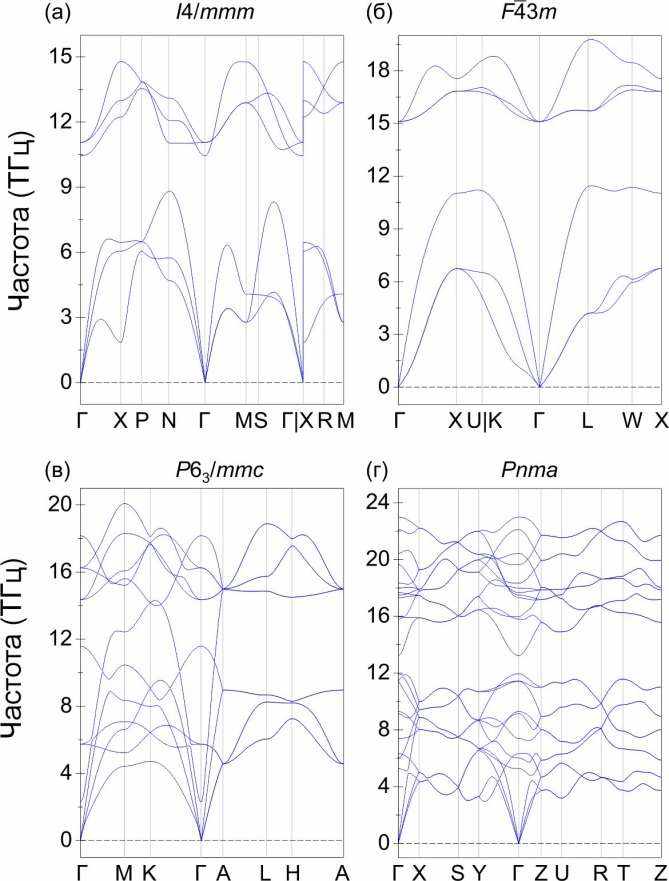 (а) I4/mmm
(б) F4̅3m
Частота (ТГц)
15
12
9
6
3
0
Γ X P N Γ M S Γ|X R M
18
15
12
9
6
3
0
Γ X U|K Γ L W X
(в) P6₃/mmc
(г) Pnma
Частота (ТГц)
20
16
12
8
4
0
Γ M K Γ A L H A
24
20
16
12
8
4
0
Γ X S Y Γ Z U R T Z